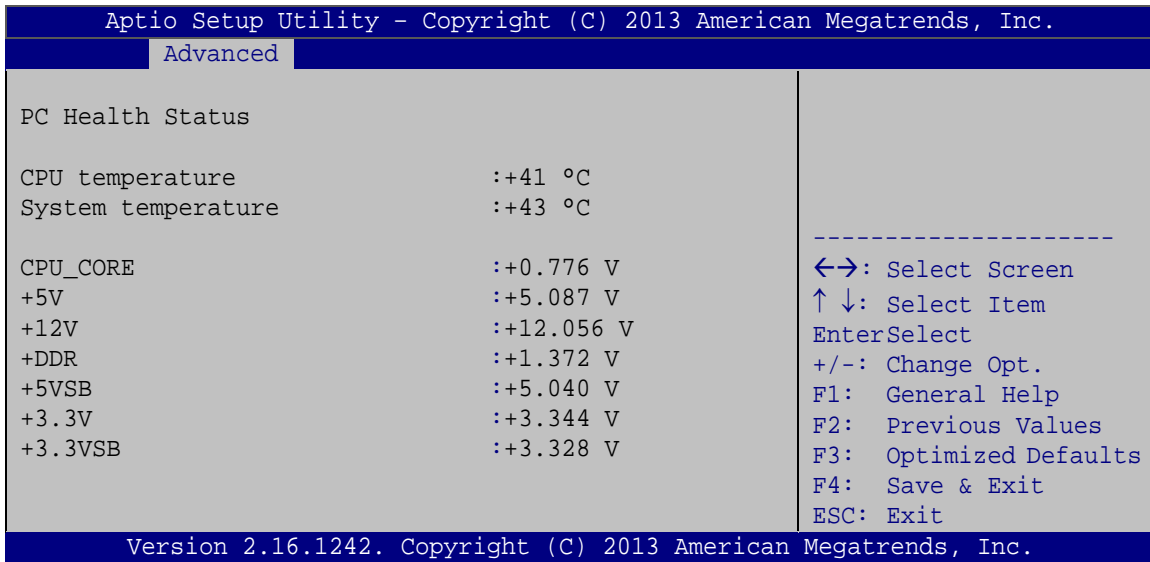 Aptio Setup Utility – Copyright (C) 2013 American Megatrends, Inc.
Advanced
PC Health Status
CPU temperature :+41 °C
System temperature :+43 °C
CPU_CORE :+0.776 V
+5V :+5.087 V
+12V :+12.056 V
+DDR :+1.372 V
+5VSB :+5.040 V
+3.3V :+3.344 V
+3.3VSB :+3.328 V
---------------------
←→: Select Screen
↑ ↓: Select Item
EnterSelect
+/-: Change Opt.
F1: General Help
F2: Previous Values
F3: Optimized Defaults
F4: Save & Exit
ESC: Exit
Version 2.16.1242. Copyright (C) 2013 American Megatrends, Inc.